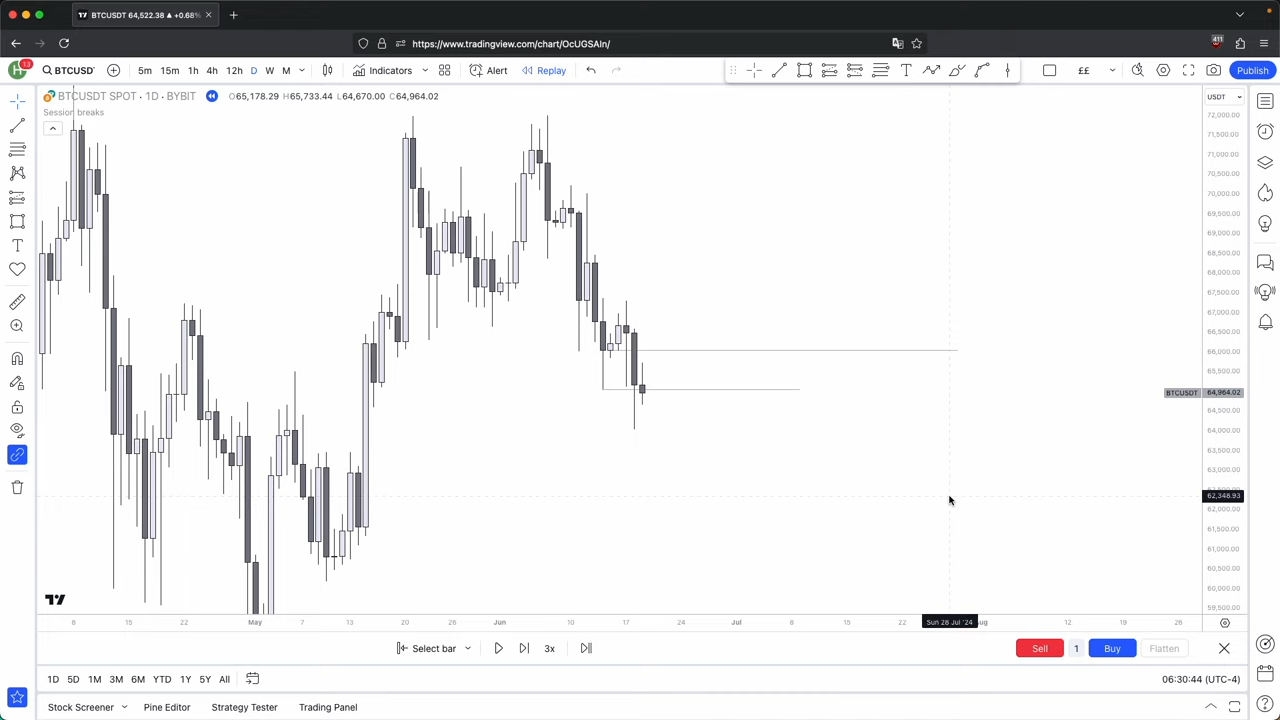 BTCUSDT 64,522.38 ▲ +0.68%
https://www.tradingview.com/chart/OcUGSAIn/
411
13
BTCUSD
5m 15m 1h 4h 12h D W M
Indicators
Alert
Replay
££
Publish
BTCUSDT SPOT · 1D · BYBIT O65,178.29 H65,733.44 L64,670.00 C64,964.02
USDT
Session breaks
72,000.00
71,500.00
71,000.00
70,500.00
70,000.00
69,500.00
69,000.00
68,500.00
68,000.00
67,500.00
67,000.00
66,500.00
66,000.00
65,500.00
BTCUSDT 64,964.02
64,500.00
64,000.00
63,500.00
63,000.00
62,348.93
62,000.00
61,500.00
61,000.00
60,500.00
60,000.00
59,500.00
8 15 22 May 7 13 20 26 Jun 10 17 24 Jul 8 15 22 Sun 28 Jul '24 ug 12 19 26
Select bar
3x
Sell 1 Buy Flatten
1D 5D 1M 3M 6M YTD 1Y 5Y All
06:30:44 (UTC-4)
Stock Screener Pine Editor Strategy Tester Trading Panel